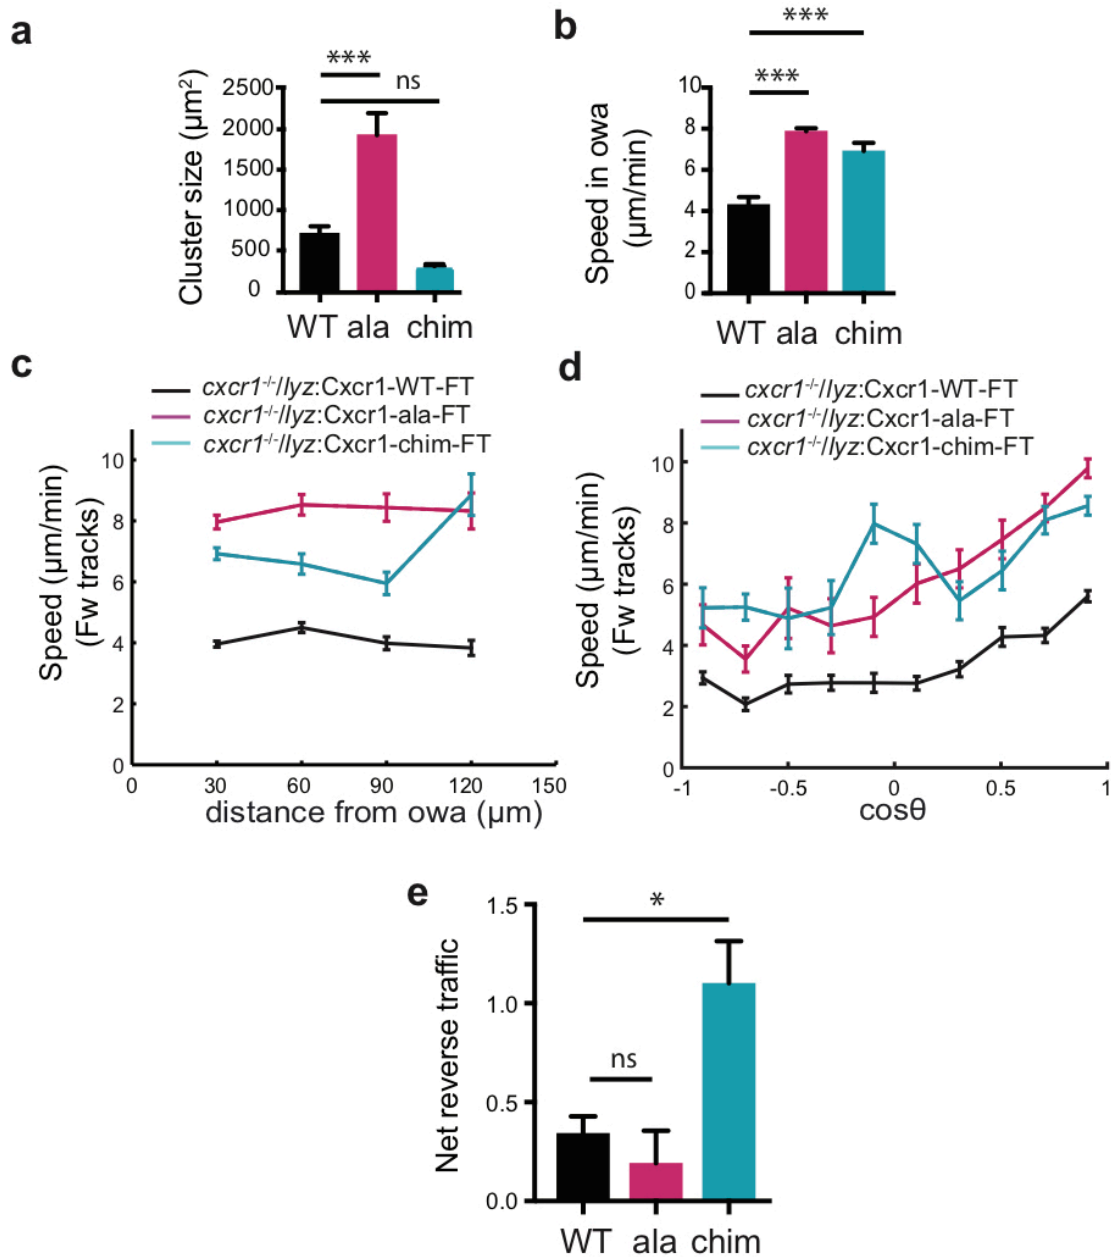 a
***
ns
Cluster size (µm²)
2500
2000
1500
1000
500
0
WT ala chim
b
***
***
Speed in owa
(µm/min)
10
8
6
4
2
0
WT ala chim
c
cxcr1-/-/lyz:Cxcr1-WT-FT
cxcr1-/-/lyz:Cxcr1-ala-FT
cxcr1-/-/lyz:Cxcr1-chim-FT
Speed (µm/min)
(Fw tracks)
10
8
6
4
2
0
0 30 60 90 120 150
distance from owa (µm)
d
cxcr1-/-/lyz:Cxcr1-WT-FT
cxcr1-/-/lyz:Cxcr1-ala-FT
cxcr1-/-/lyz:Cxcr1-chim-FT
Speed (µm/min)
(Fw tracks)
10
8
6
4
2
0
-1 -0.5 0 0.5 1
cosθ
e
*
ns
Net reverse traffic
1.5
1.0
0.5
0.0
WT ala chim